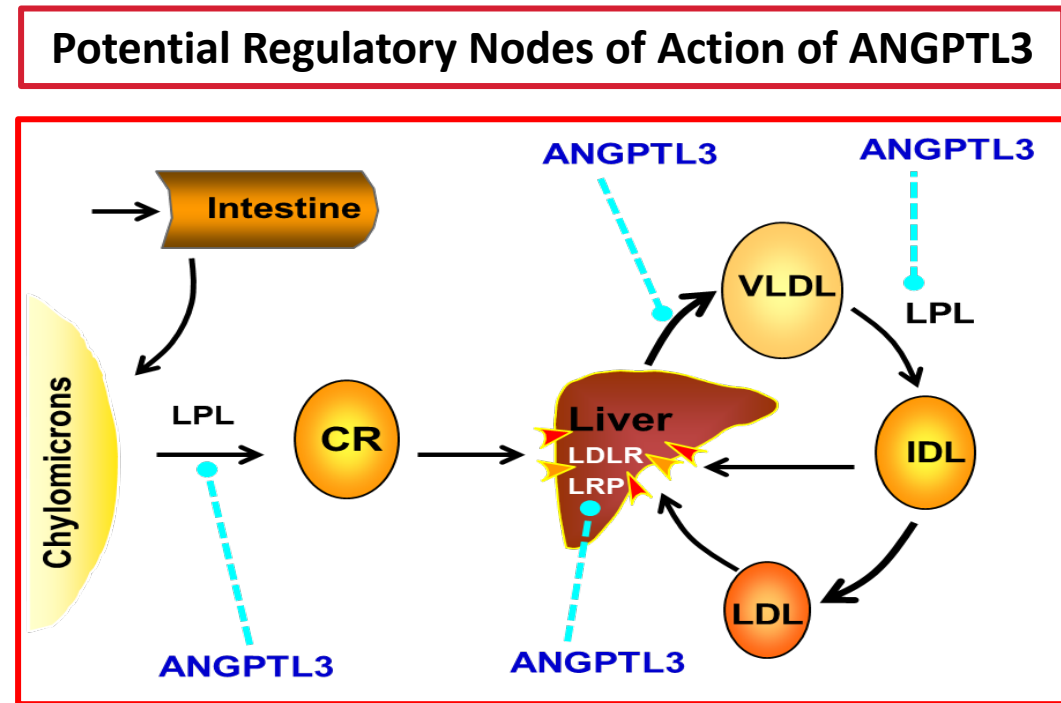 Potential Regulatory Nodes of Action of ANGPTL3
ANGPTL3
ANGPTL3
Intestine
VLDL
LPL
Chylomicrons
LPL
CR
Liver
LDLR
LRP
IDL
LDL
ANGPTL3
ANGPTL3